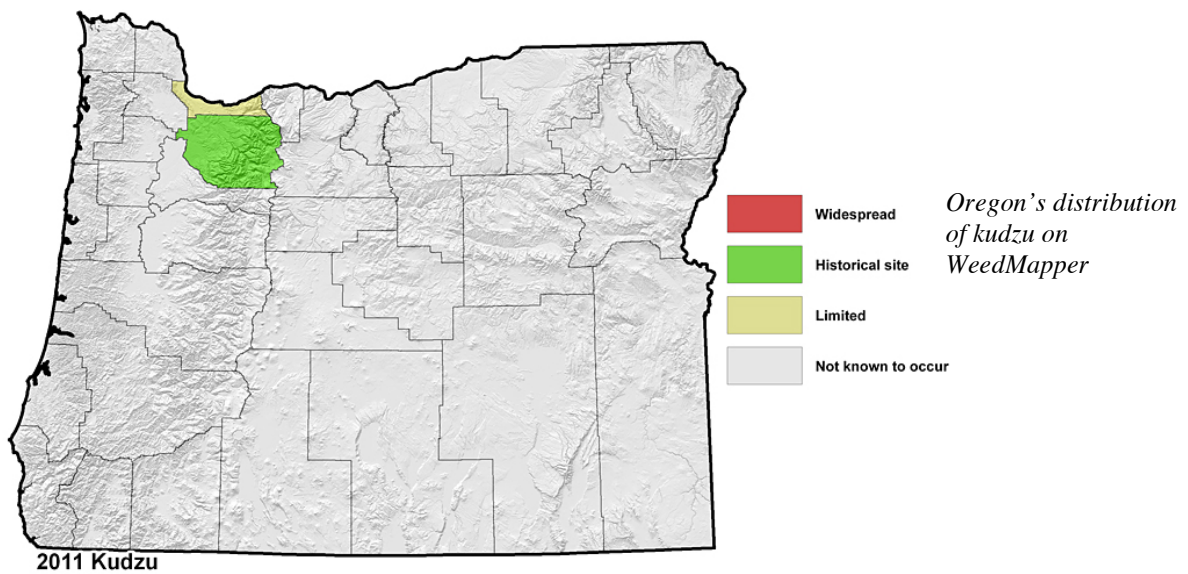 Widespread
Historical site
Limited
Not known to occur
Oregon’s distribution
of kudzu on
WeedMapper
2011 Kudzu